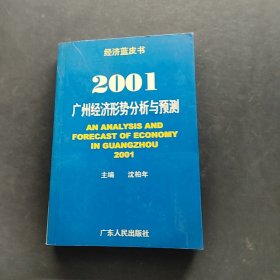 经济蓝皮书
2001
广州经济形势分析与预测
AN ANALYSIS AND
FORECAST OF ECONOMY
IN GUANGZHOU
2001
主编 沈柏年
广东人民出版社